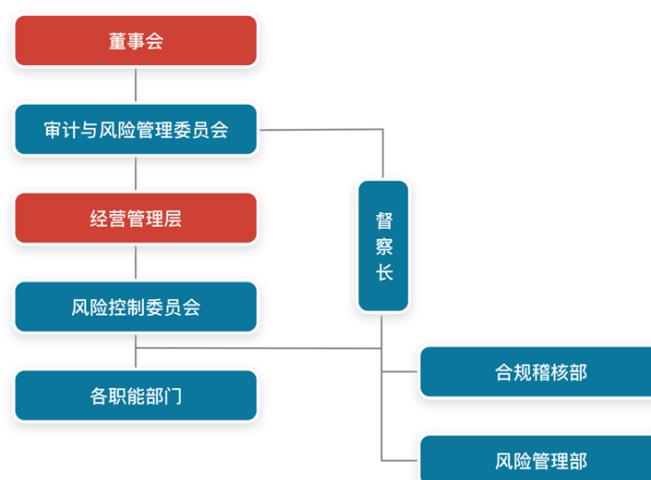 董事会
审计与风险管理委员会
经营管理层
督察长
风险控制委员会
合规稽核部
各职能部门
风险管理部